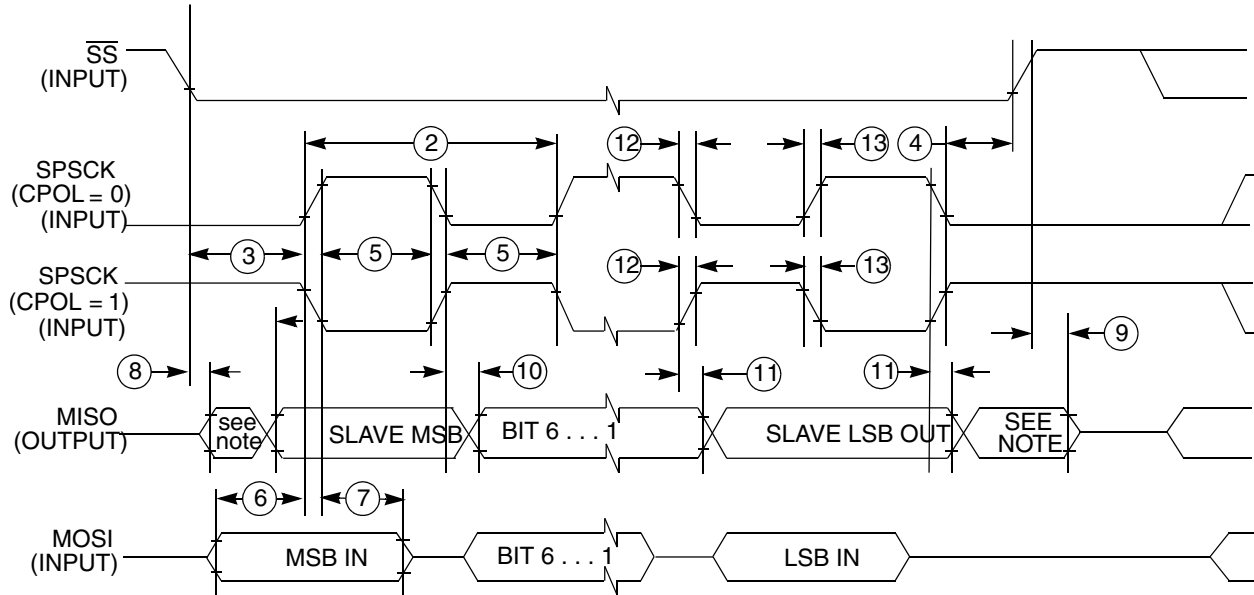 SS
(INPUT)
2
12
13
4
SPSCK
(CPOL = 0)
(INPUT)
3
5
5
12
13
SPSCK
(CPOL = 1)
(INPUT)
8
10
11
11
9
MISO
(OUTPUT)
see
note
SLAVE MSB
BIT 6 . . . 1
SLAVE LSB OUT
SEE
NOTE
6
7
MOSI
(INPUT)
MSB IN
BIT 6 . . . 1
LSB IN